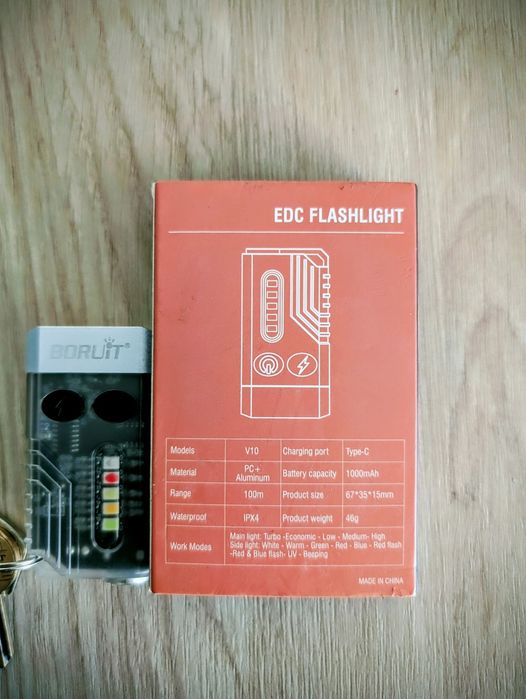 EDC FLASHLIGHT
BORUiT®
Models V10 Charging port Type-C
Material PC+ Aluminum Battery capacity 1000mAh
Range 100m Product size 67*35*15mm
Waterproof IPX4 Product weight 46g
Work Modes Main light: Turbo -Economic - Low - Medium- High
Side light: White - Warm - Green - Red - Blue - Red flash
-Red & Blue flash- UV - Beeping
MADE IN CHINA